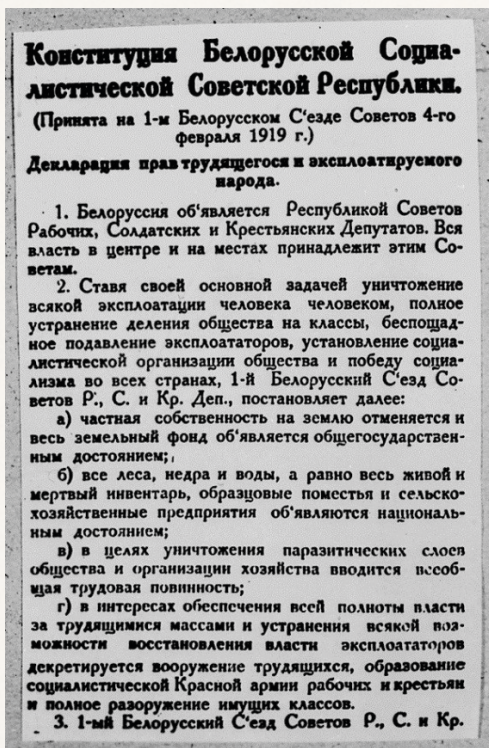 Конституция Белорусской Социа-
листической Советской Республики.
(Принята на 1-м Белорусском С'езде Советов 4-го
февраля 1919 г.)
Декларация прав трудящегося и эксплоатируемого
народа.
1. Белоруссия об'является Республикой Советов
Рабочих, Солдатских и Крестьянских Депутатов. Вся
власть в центре и на местах принадлежит этим Со-
ветам.
2. Ставя своей основной задачей уничтожение
всякой эксплоатации человека человеком, полное
устранение деления общества на классы, беспощад-
ное подавление эксплоататоров, установление социа-
листической организации общества и победу социа-
лизма во всех странах, 1-й Белорусский С'езд Со-
ветов Р., С. и Кр. Деп., постановляет далее:
а) частная собственность на землю отменяется и
весь земельный фонд об'является общегосударствен-
ным достоянием;
б) все леса, недра и воды, а равно весь живой и
мертвый инвентарь, образцовые поместья и сельско-
хозяйственные предприятия об'являются националь-
ным достоянием;
в) в целях уничтожения паразитических слоев
общества и организации хозяйства вводится всеоб-
щая трудовая повинность;
г) в интересах обеспечения всей полноты власти
за трудящимися массами и устранения всякой воз-
можности восстановления власти эксплоататоров
декретируется вооружение трудящихся, образование
социалистической Красной армии рабочих и крестьян
и полное разоружение имущих классов.
3. 1-мый Белорусский С'езд Советов Р., С. и Кр.